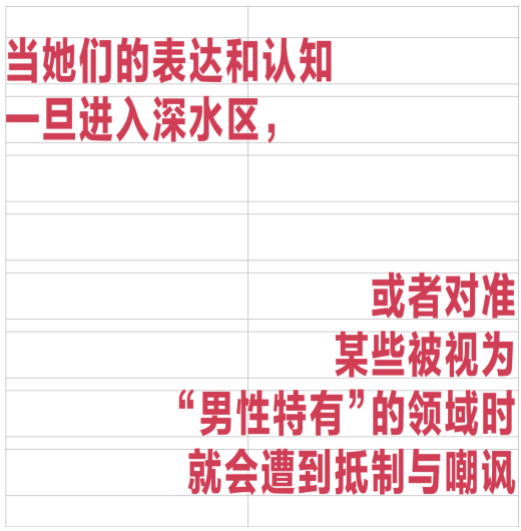 当她们的表达和认知
一旦进入深水区，
或者对准
某些被视为
“男性特有”的领域时
就会遭到抵制与嘲讽